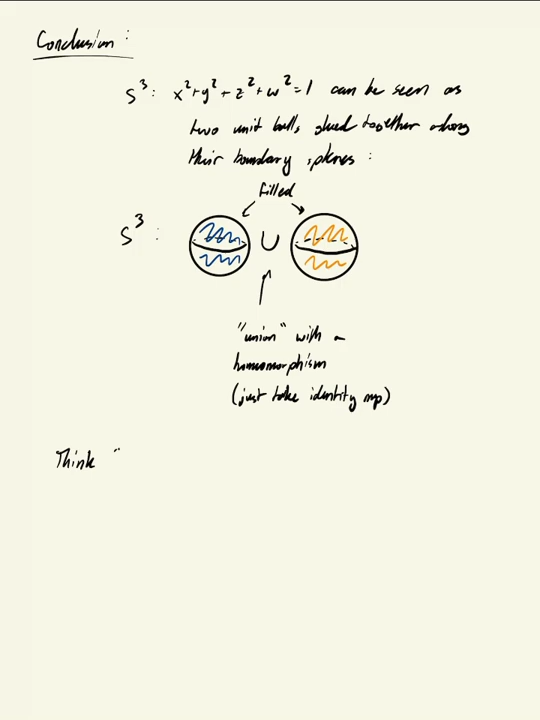 Conclusion:
S³: x²+y²+z²+w²=1 can be seen as
two unit balls glued together along
their boundary spheres:
filled
S³: ∪
"union" with a
homeomorphism
(just take identity map)
Think "